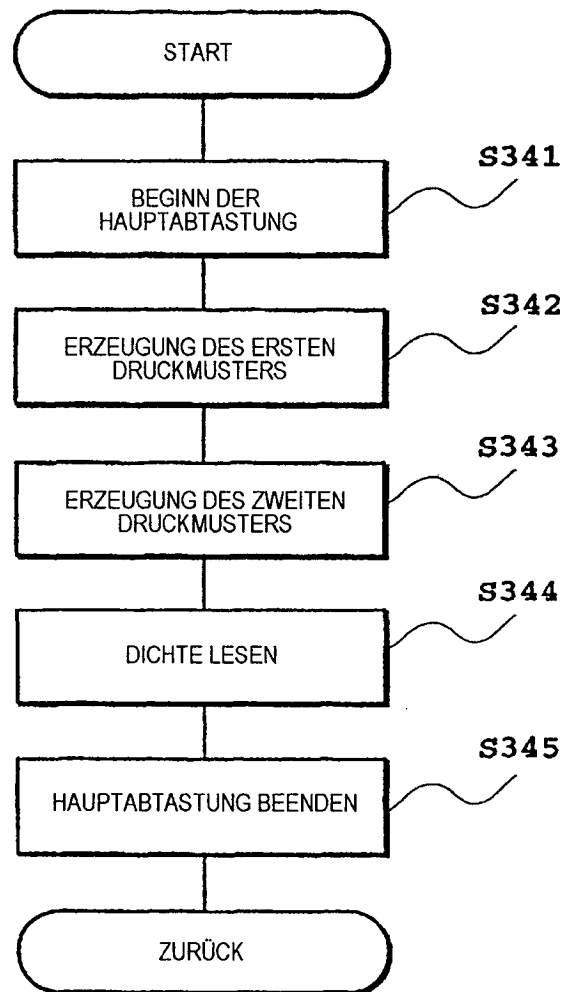 START
S341
BEGINN DER
HAUPTABTASTUNG
S342
ERZEUGUNG DES ERSTEN
DRUCKMUSTERS
S343
ERZEUGUNG DES ZWEITEN
DRUCKMUSTERS
S344
DICHTE LESEN
S345
HAUPTABTASTUNG BEENDEN
ZURÜCK